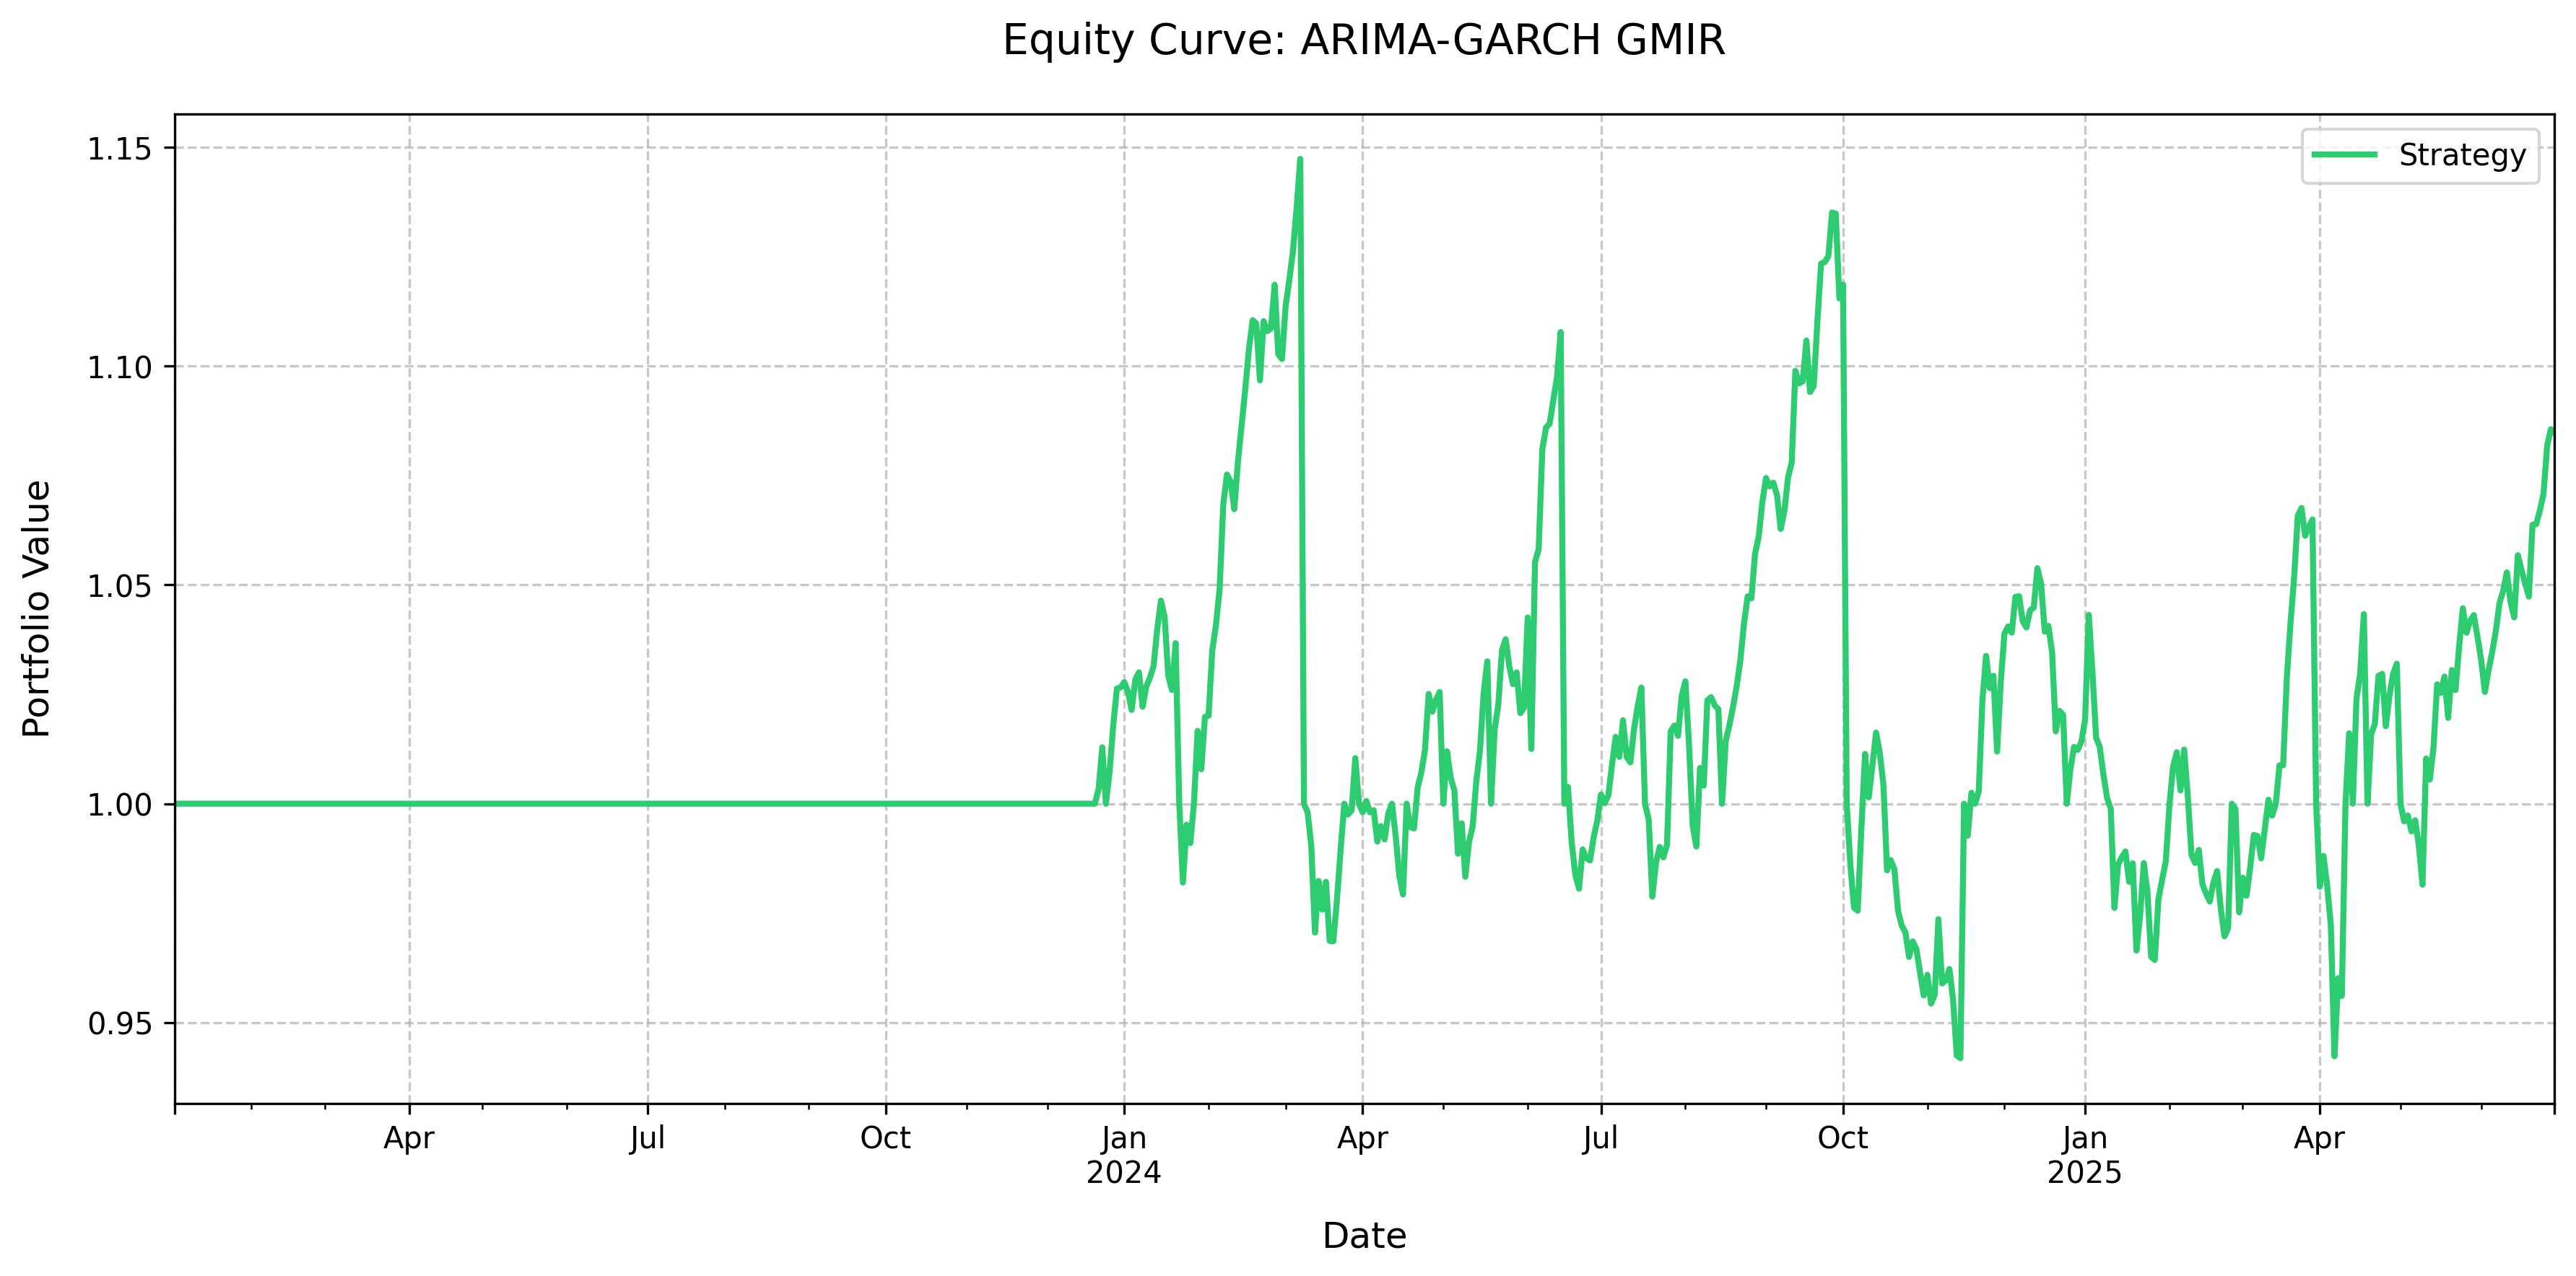 Equity Curve: ARIMA-GARCH GMIR
Strategy
Portfolio Value
1.15
1.10
1.05
1.00
0.95
Apr Jul Oct Jan Apr Jul Oct Jan Apr
2024 2025
Date